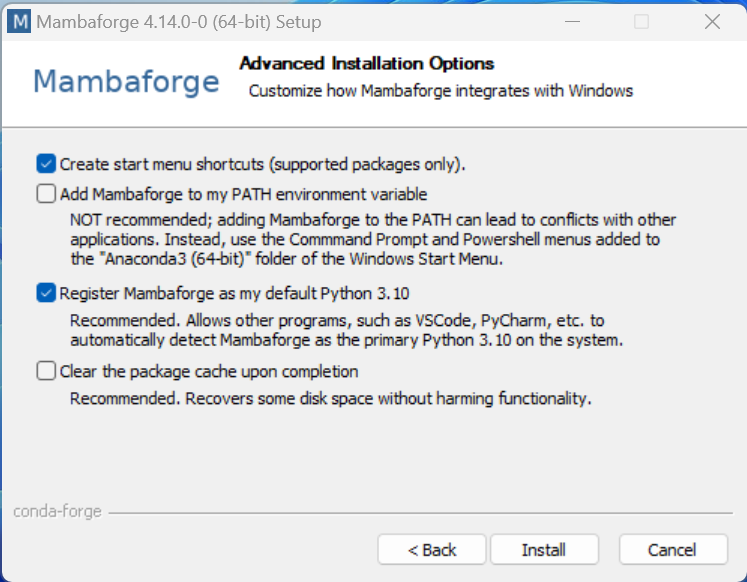 M Mambaforge 4.14.0-0 (64-bit) Setup
Mambaforge
Advanced Installation Options
Customize how Mambaforge integrates with Windows
Create start menu shortcuts (supported packages only).
Add Mambaforge to my PATH environment variable
NOT recommended; adding Mambaforge to the PATH can lead to conflicts with other
applications. Instead, use the Commmand Prompt and Powershell menus added to
the "Anaconda3 (64-bit)" folder of the Windows Start Menu.
Register Mambaforge as my default Python 3.10
Recommended. Allows other programs, such as VSCode, PyCharm, etc. to
automatically detect Mambaforge as the primary Python 3.10 on the system.
Clear the package cache upon completion
Recommended. Recovers some disk space without harming functionality.
conda-forge
< Back Install Cancel